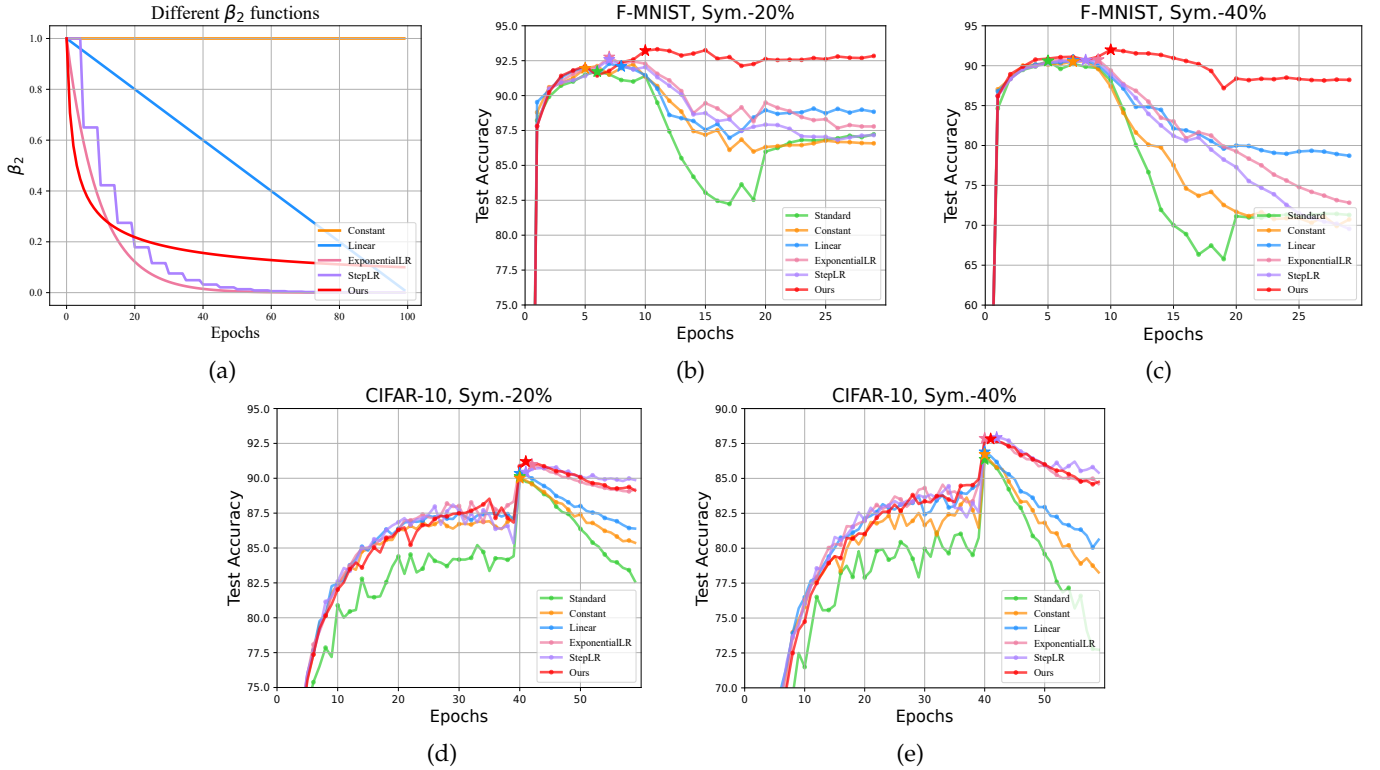 Different β₂ functions
β₂
1.0
0.8
0.6
0.4
0.2
0.0
0
20
40
60
80
100
Epochs
Constant
Linear
ExponentialLR
StepLR
Ours
(a)
F-MNIST, Sym.-20%
Test Accuracy
95.0
92.5
90.0
87.5
85.0
82.5
80.0
77.5
75.0
0
5
10
15
20
25
Epochs
Standard
Constant
Linear
ExponentialLR
StepLR
Ours
(b)
F-MNIST, Sym.-40%
Test Accuracy
95
90
85
80
75
70
65
60
0
5
10
15
20
25
Epochs
Standard
Constant
Linear
ExponentialLR
StepLR
Ours
(c)
CIFAR-10, Sym.-20%
Test Accuracy
95.0
92.5
90.0
87.5
85.0
82.5
80.0
77.5
75.0
0
10
20
30
40
50
Epochs
Standard
Constant
Linear
ExponentialLR
StepLR
Ours
(d)
CIFAR-10, Sym.-40%
Test Accuracy
90.0
87.5
85.0
82.5
80.0
77.5
75.0
72.5
70.0
0
10
20
30
40
50
Epochs
Standard
Constant
Linear
ExponentialLR
StepLR
Ours
(e)